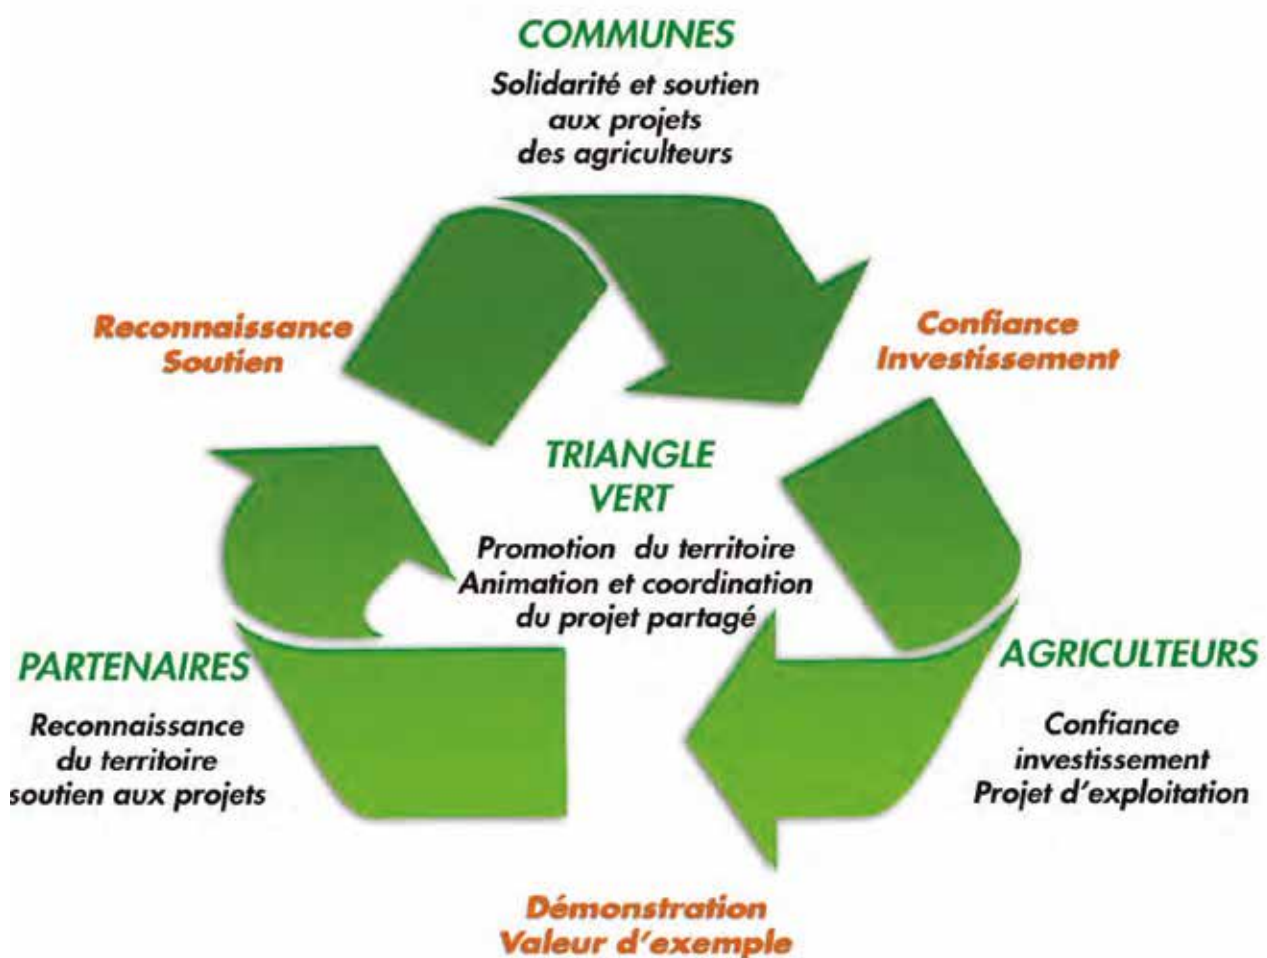 COMMUNES
Solidarité et soutien
aux projets
des agriculteurs
Reconnaissance
Soutien
Confiance
Investissement
TRIANGLE
VERT
Promotion du territoire
Animation et coordination
du projet partagé
PARTENAIRES
Reconnaissance
du territoire
soutien aux projets
AGRICULTEURS
Confiance
investissement
Projet d'exploitation
Démonstration
Valeur d'exemple